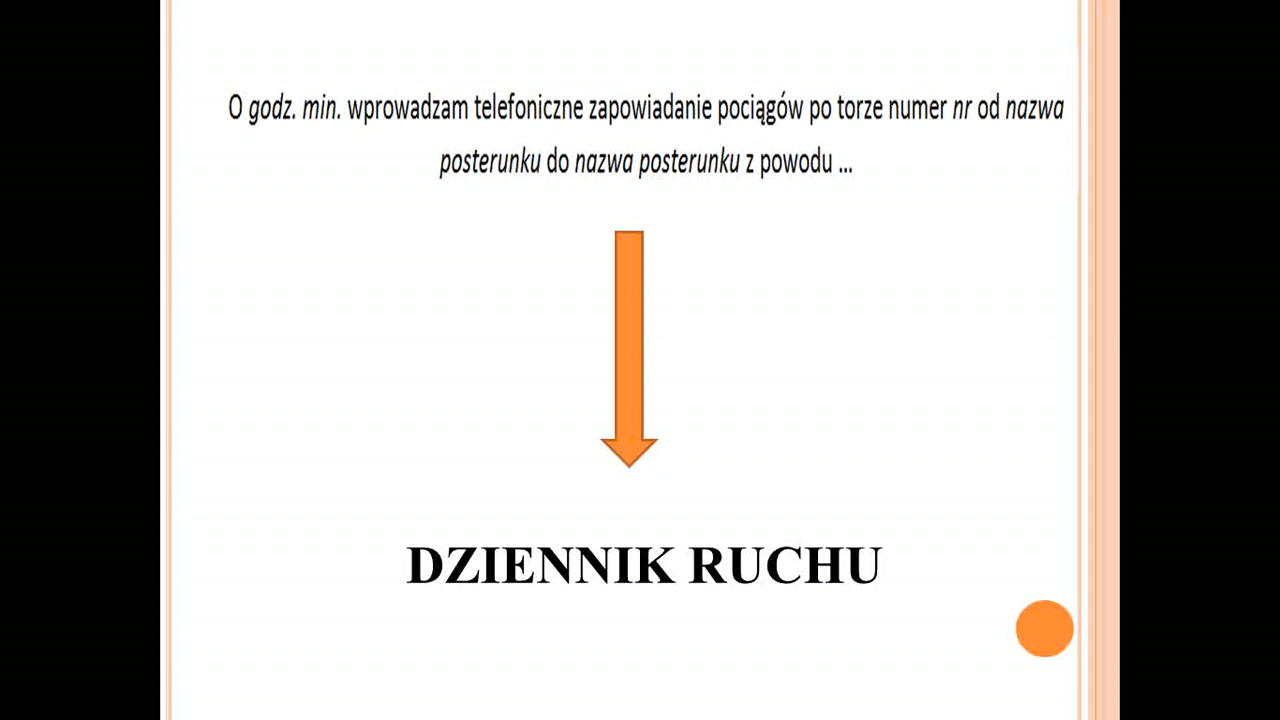 O godz. min. wprowadzam telefoniczne zapowiadanie pociągów po torze numer nr od nazwa
posterunku do nazwa posterunku z powodu ...
DZIENNIK RUCHU